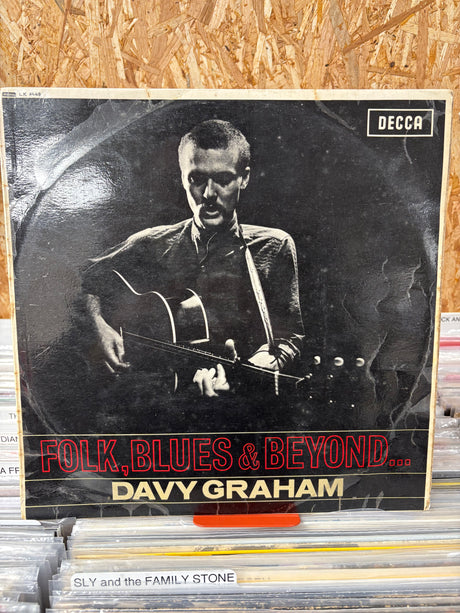 LK 4649
DECCA
FOLK, BLUES & BEYOND...
DAVY GRAHAM
SLY and the FAMILY STONE